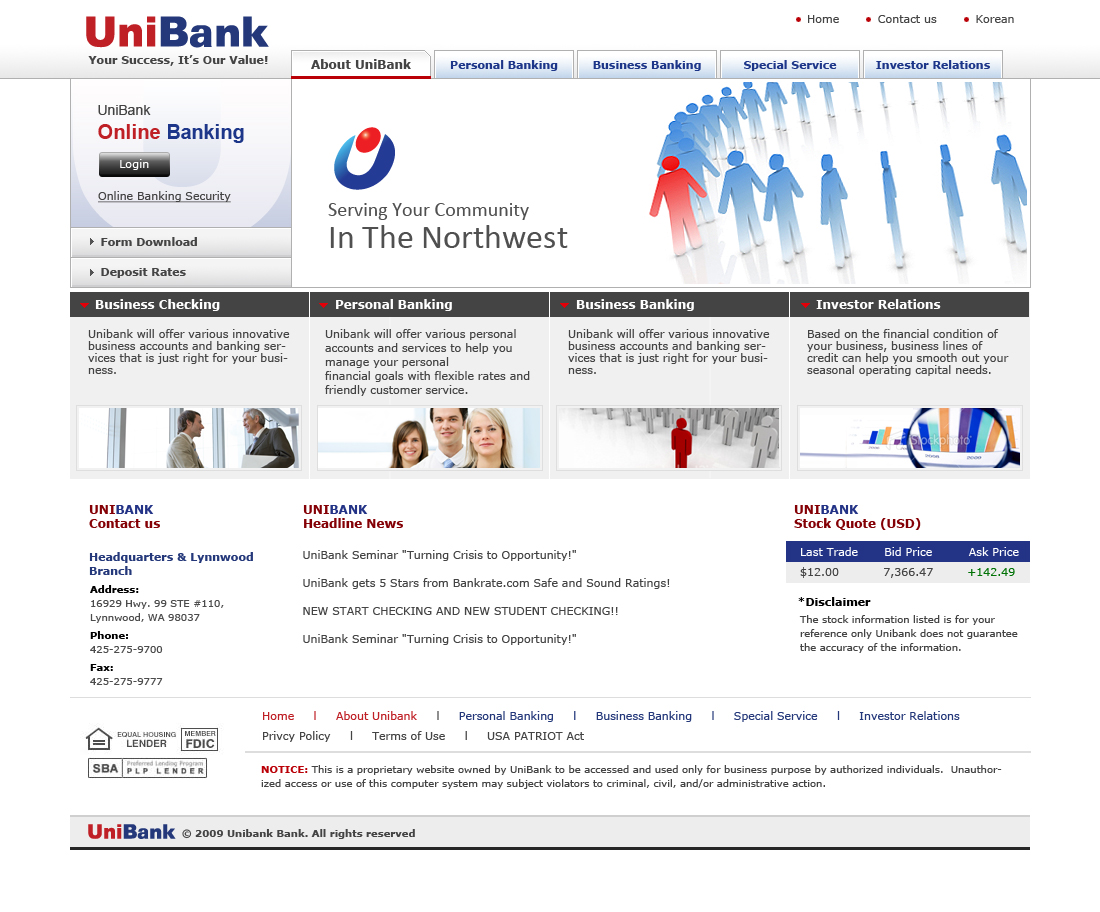 Home
Contact us
Korean
UniBank
Your Success, It's Our Value!
About UniBank
Personal Banking
Business Banking
Special Service
Investor Relations
UniBank
Online Banking
Login
Online Banking Security
Form Download
Deposit Rates
Serving Your Community
In The Northwest
Business Checking
Unibank will offer various innovative
business accounts and banking ser-
vices that is just right for your busi-
ness.
Personal Banking
Unibank will offer various personal
accounts and services to help you
manage your personal
financial goals with flexible rates and
friendly customer service.
Business Banking
Unibank will offer various innovative
business accounts and banking ser-
vices that is just right for your busi-
ness.
Investor Relations
Based on the financial condition of
your business, business lines of
credit can help you smooth out your
seasonal operating capital needs.
iStockphoto
UNIBANK
Contact us
Headquarters & Lynnwood
Branch
Address:
16929 Hwy. 99 STE #110,
Lynnwood, WA 98037
Phone:
425-275-9700
Fax:
425-275-9777
UNIBANK
Headline News
UniBank Seminar "Turning Crisis to Opportunity!"
UniBank gets 5 Stars from Bankrate.com Safe and Sound Ratings!
NEW START CHECKING AND NEW STUDENT CHECKING!!
UniBank Seminar "Turning Crisis to Opportunity!"
UNIBANK
Stock Quote (USD)
Last Trade Bid Price Ask Price
$12.00 7,366.47 +142.49
*Disclaimer
The stock information listed is for your
reference only Unibank does not guarantee
the accuracy of the information.
EQUAL HOUSING
LENDER
MEMBER
FDIC
SBA Preferred Lending Program
PLP LENDER
Home l About Unibank l Personal Banking l Business Banking l Special Service l Investor Relations
Privcy Policy l Terms of Use l USA PATRIOT Act
NOTICE: This is a proprietary website owned by UniBank to be accessed and used only for business purpose by authorized individuals. Unauthor-
ized access or use of this computer system may subject violators to criminal, civil, and/or administrative action.
UniBank © 2009 Unibank Bank. All rights reserved